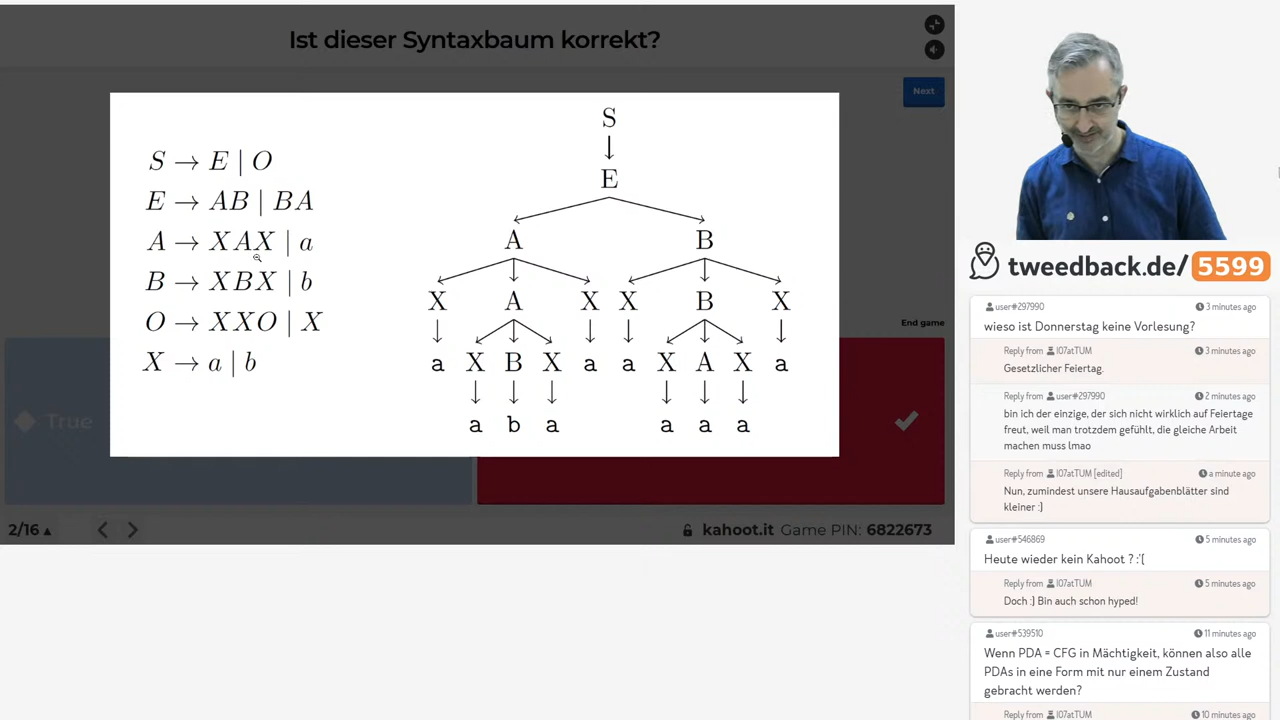 Ist dieser Syntaxbaum korrekt?
Next
S → E | O
E → AB | BA
A → XAX | a
B → XBX | b
O → XXO | X
X → a | b
S
E
A B
X A X X B X
a X B X a a X A X a
a b a a a a
End game
True
2/16
kahoot.it Game PIN: 6822673
tweedback.de/ 5599
user#297990 3 minutes ago
wieso ist Donnerstag keine Vorlesung?
Reply from I07atTUM 3 minutes ago
Gesetzlicher Feiertag.
Reply from user#297990 2 minutes ago
bin ich der einzige, der sich nicht wirklich auf Feiertage
freut, weil man trotzdem gefühlt, die gleiche Arbeit
machen muss lmao
Reply from I07atTUM [edited] a minute ago
Nun, zumindest unsere Hausaufgabenblätter sind
kleiner :)
user#546869 5 minutes ago
Heute wieder kein Kahoot ? :'(
Reply from I07atTUM 5 minutes ago
Doch :) Bin auch schon hyped!
user#539510 11 minutes ago
Wenn PDA = CFG in Mächtigkeit, können also alle
PDAs in eine Form mit nur einem Zustand
gebracht werden?
Reply from I07atTUM 10 minutes ago